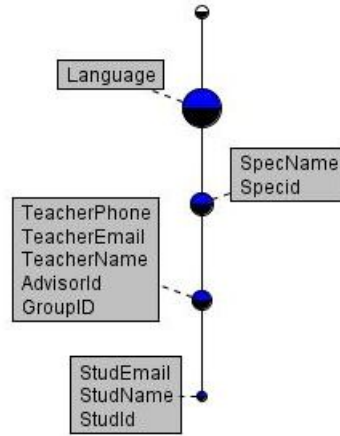 Language
SpecName
Specid
TeacherPhone
TeacherEmail
TeacherName
AdvisorId
GroupID
StudEmail
StudName
StudId